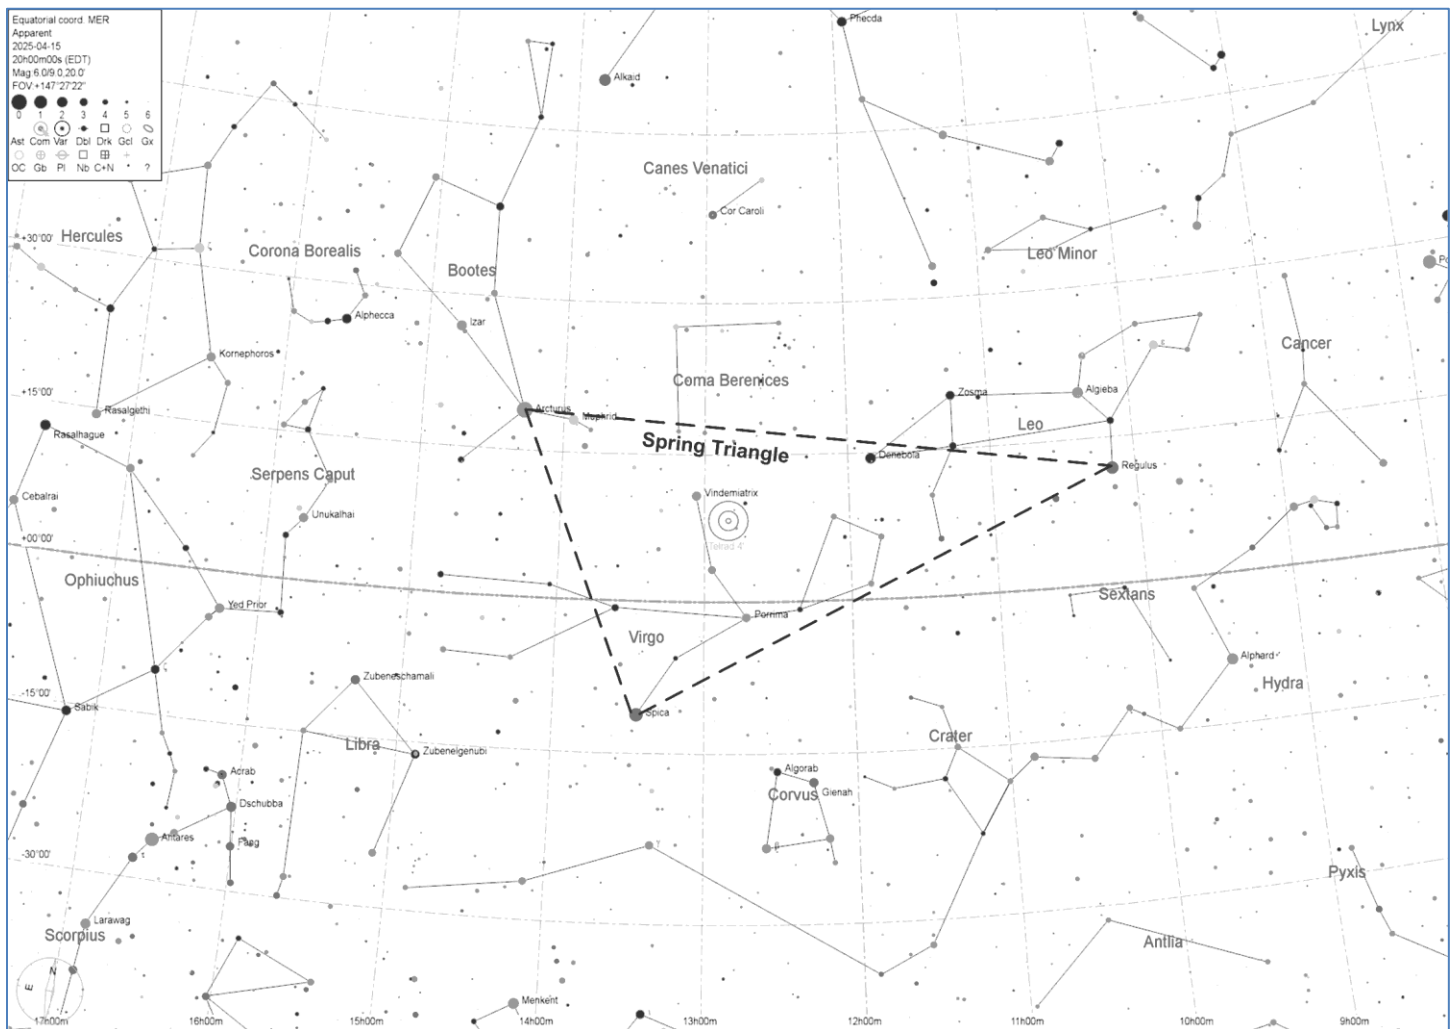 Equatorial coord. MER
Apparent
2025-04-15
20h00m00s (EDT)
Mag:6.0/9.0,20.0'
FOV:+147°27'22"
0 1 2 3 4 5 6
Ast Com Var Dbl Drk Gcl Gx
OC Gb Pl Nb C+N * ?
Phecda
Lynx
Alkaid
Canes Venatici
Cor Caroli
Hercules
+30°00'
Corona Borealis
Bootes
Leo Minor
Po
Alphecca
Izar
Kornephoros
Cancer
Coma Berenices
ε
Zosma
Algieba
+15°00'
Rasalgethi
Arcturus
Muphrid
Leo
Rasalhague
Spring Triangle
Denebola
Regulus
Serpens Caput
Cebalrai
Vindemiatrix
Unukalhai
+00°00'
Telrad 4°
Ophiuchus
Sextans
Yed Prior
Porrima
Virgo
Alphard
Zubeneschamali
Hydra
-15°00'
Sabik
Spica
Libra
Zubenelgenubi
Crater
Acrab
Algorab
Corvus
Gienah
Dschubba
Antares
Fang
τ
β
γ
-30°00'
Pyxis
Larawag
Scorpius
Antlia
N
E
Menkent
ι
17h00m 16h00m 15h00m 14h00m 13h00m 12h00m 11h00m 10h00m 9h00m